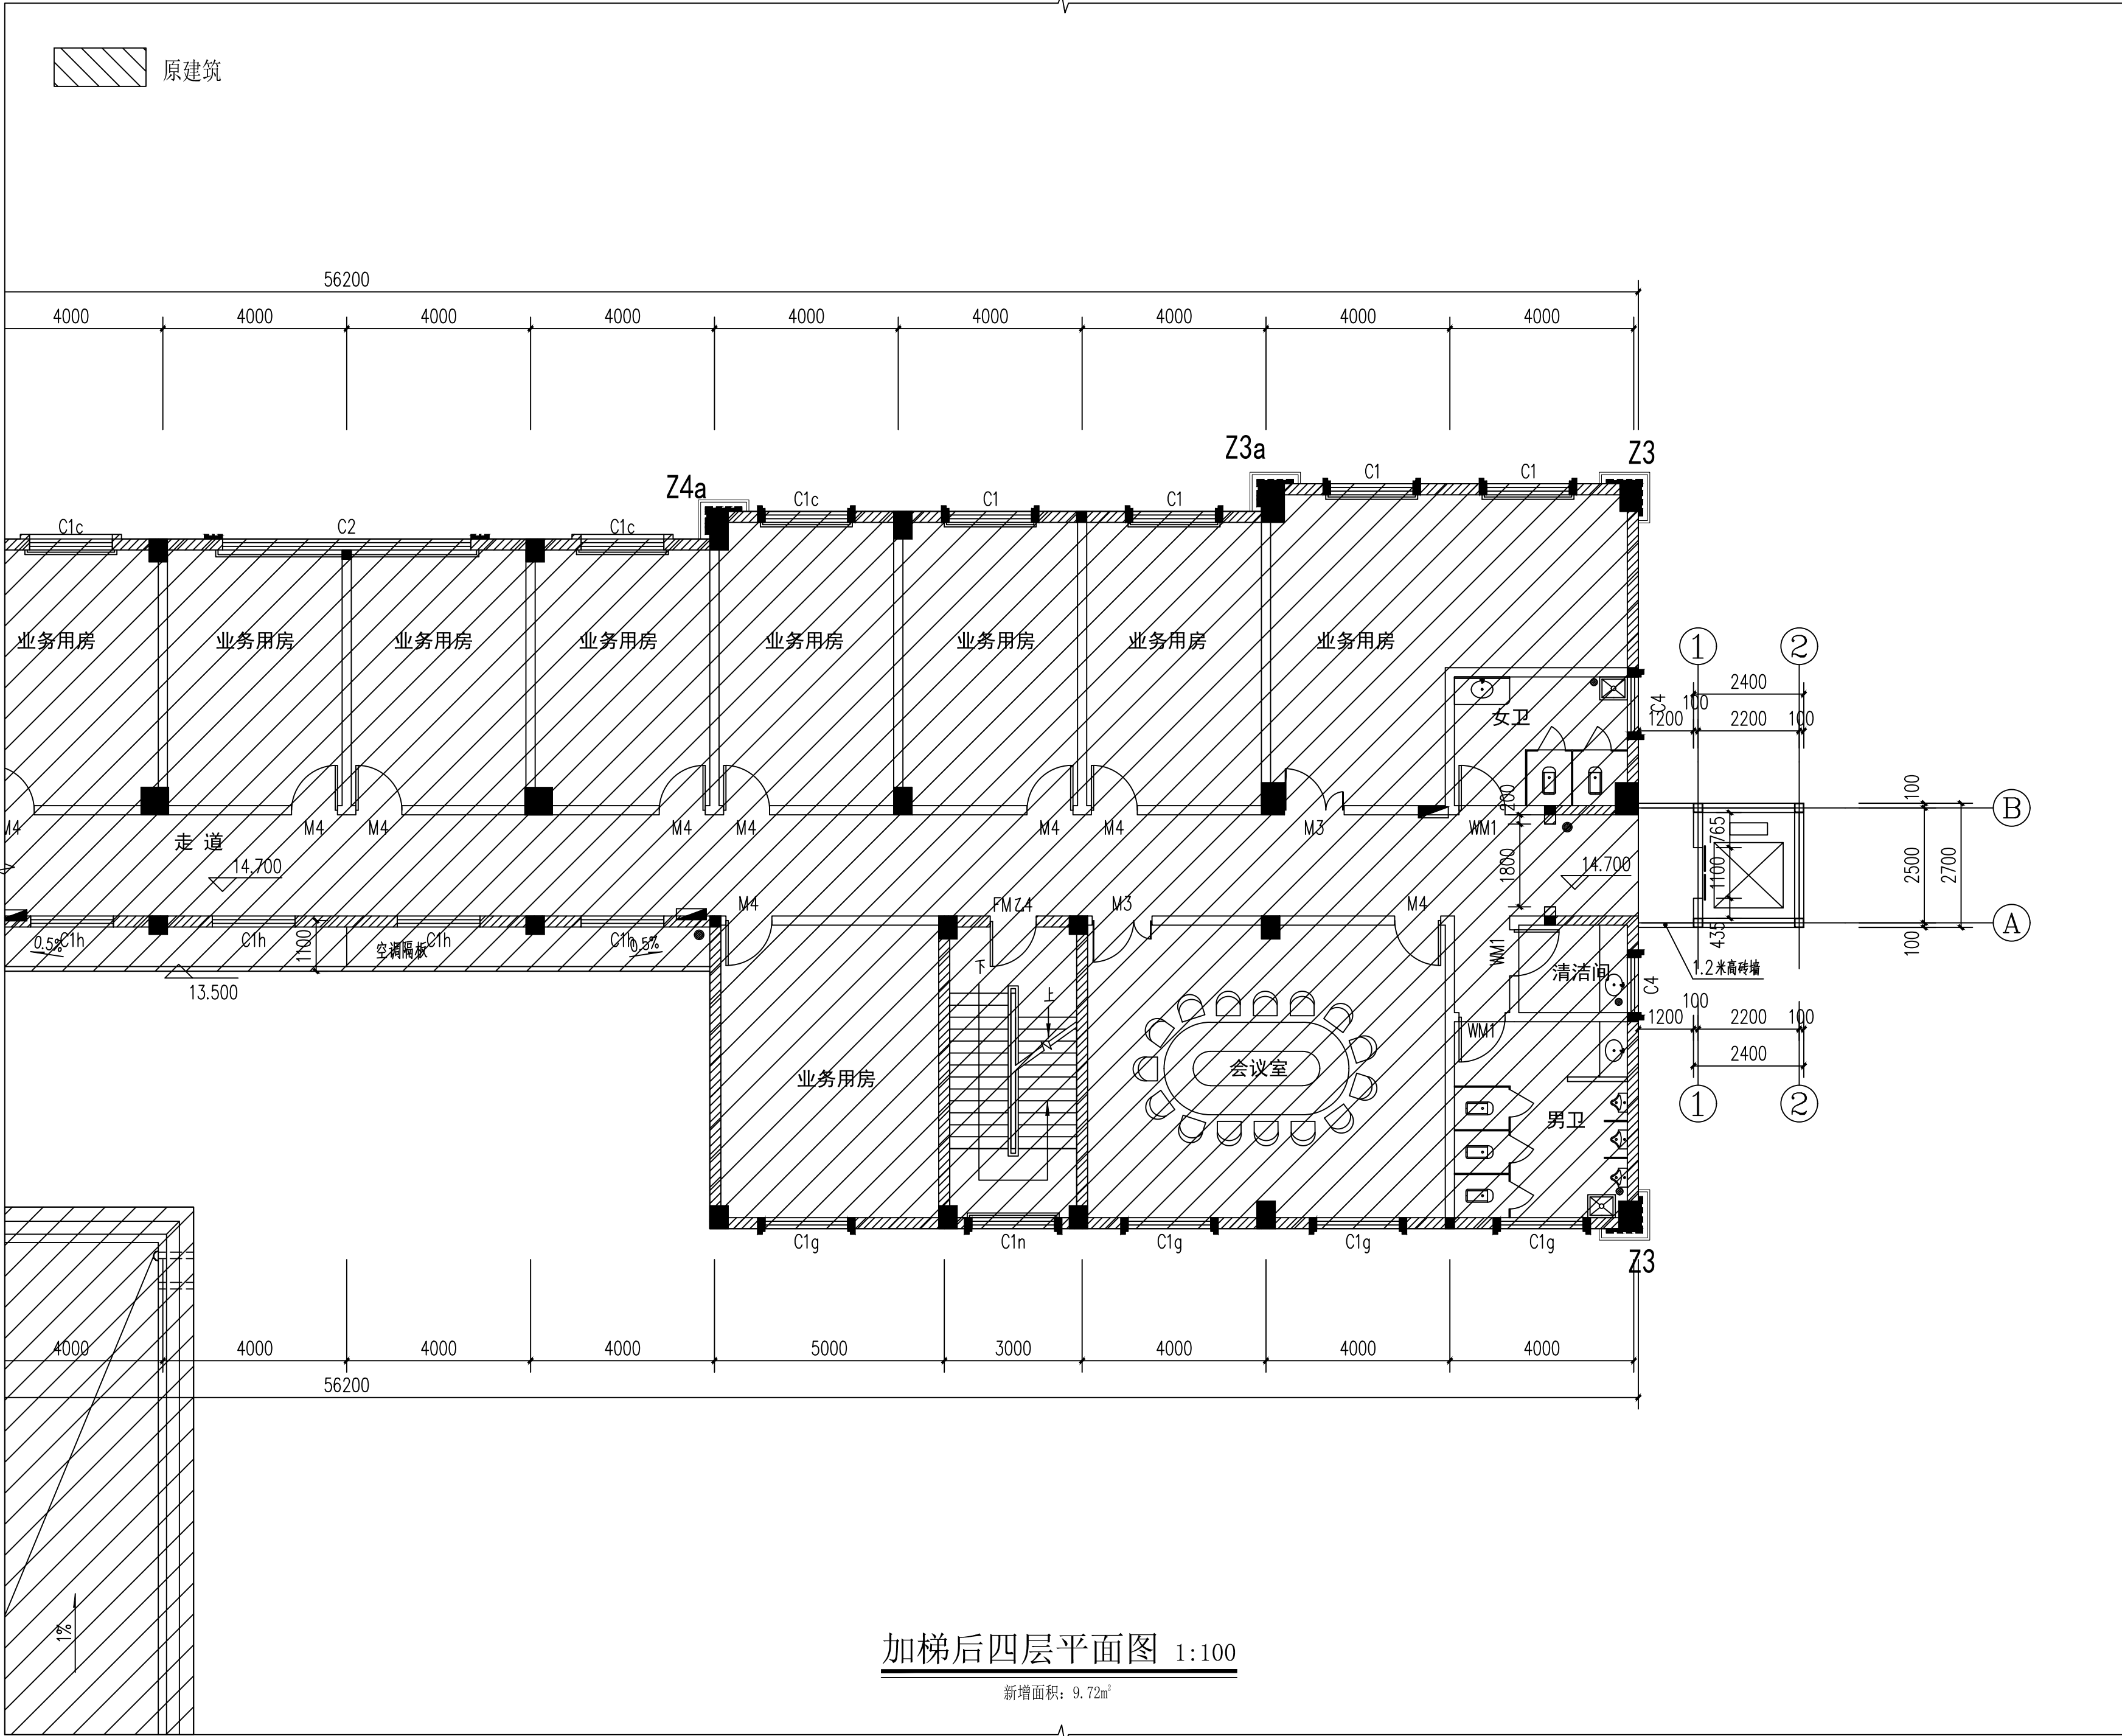 原建筑
56200
4000 4000 4000 4000 4000 4000 4000 4000 4000
Z3a
Z3
Z4a
C1 C1
C1c C1 C1
C1c C2 C1c
业务用房 业务用房 业务用房 业务用房 业务用房 业务用房 业务用房 业务用房
1 2
2400
C4
100
1200 2200 100
女卫
200
100
B
M4 M4 M4 M4 M4 M4 M4 M3 WM1
走 道
765
14.700
14.700
1800
1100
2500
2700
M4 FM乙4 M3 M4
A
435
100
C1h C1h C1h C1h
0.5%
0.5%
1100
空调隔板
13.500
下
上
WM1
清洁间
1.2米高砖墙
C4
100
1200 2200 100
2400
WM1
会议室
业务用房
男卫
1 2
C1g C1n C1g C1g C1g
Z3
4000 4000 4000 4000 5000 3000 4000 4000 4000
56200
1%
加梯后四层平面图 1:100
新增面积: 9.72m²